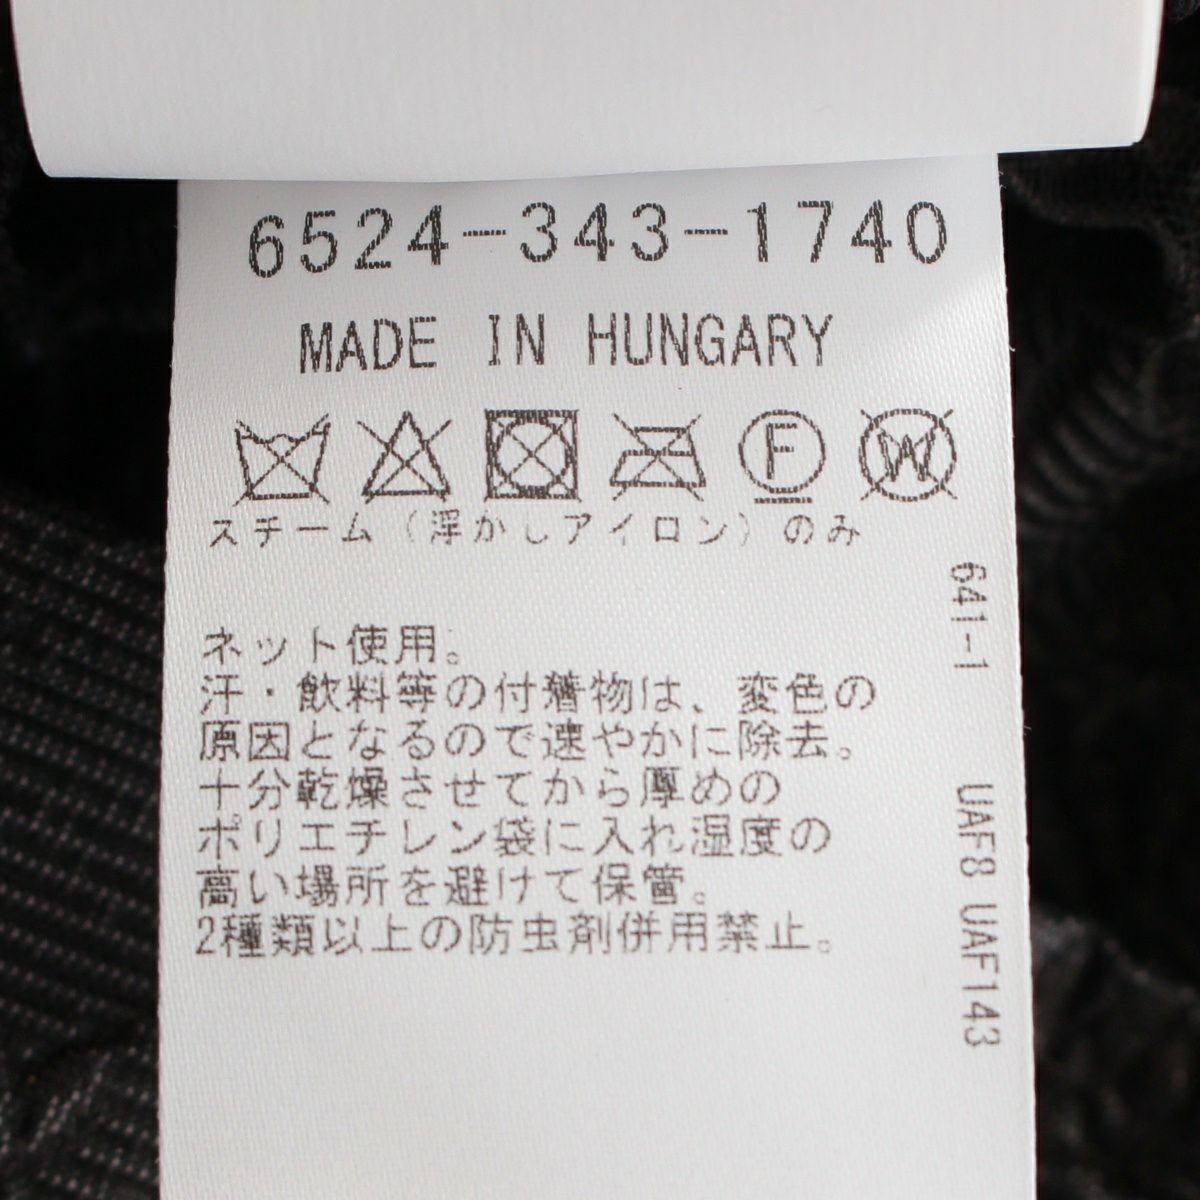 6524-343-1740
MADE IN HUNGARY
F W
スチーム(浮かしアイロン)のみ
ネット使用。
汗・飲料等の付着物は、変色の
原因となるので速やかに除去。
十分乾燥させてから厚めの
ポリエチレン袋に入れ湿度の
高い場所を避けて保管。
2種類以上の防虫剤併用禁止。
641-1
UAF8 UAF143